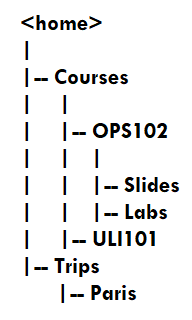 <home>
|
|-- Courses
|    |
|    |-- OPS102
|    |    |
|    |    |-- Slides
|    |    |-- Labs
|    |-- ULI101
|-- Trips
     |-- Paris